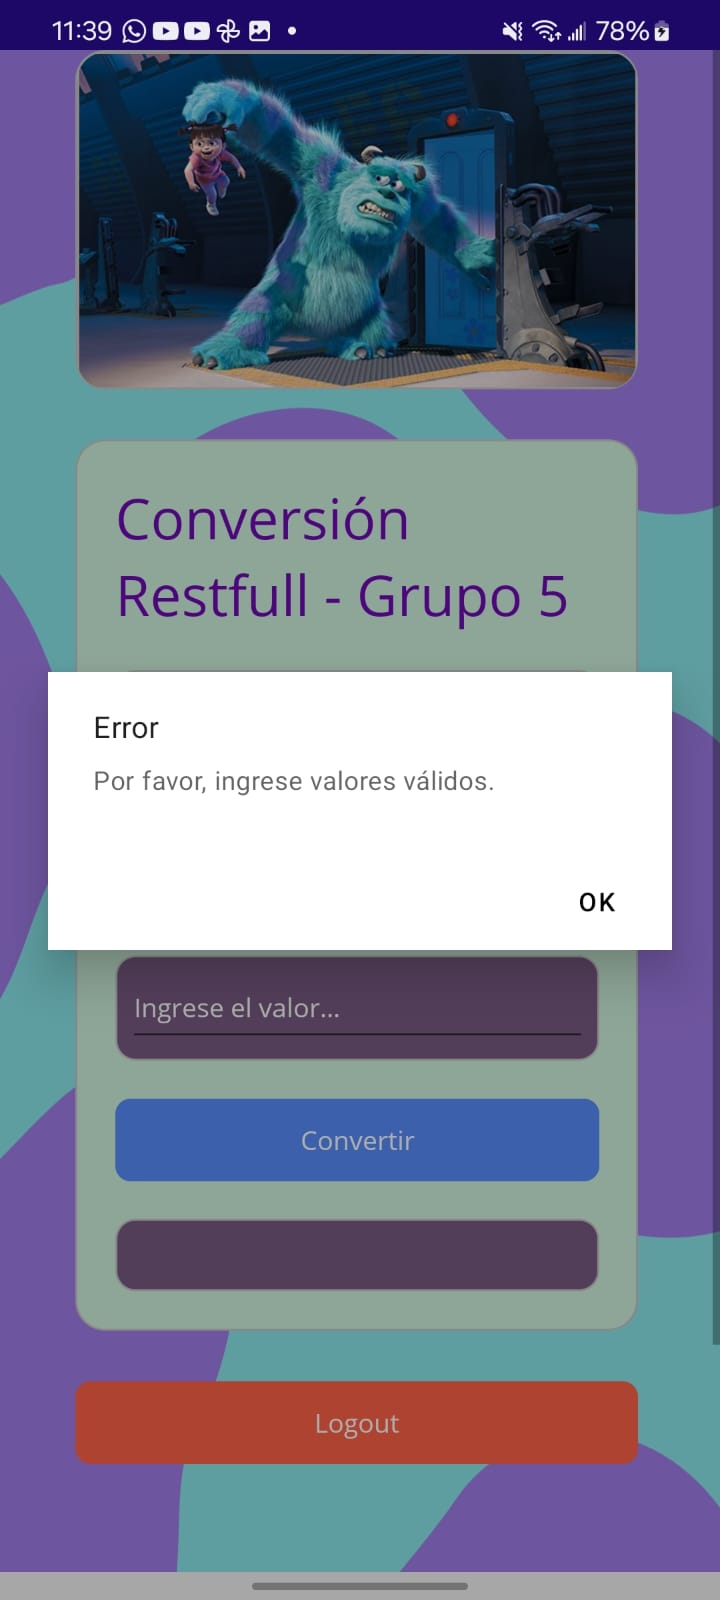 11:39
78%
Conversión
Restfull - Grupo 5
Error
Por favor, ingrese valores válidos.
OK
Ingrese el valor...
Convertir
Logout